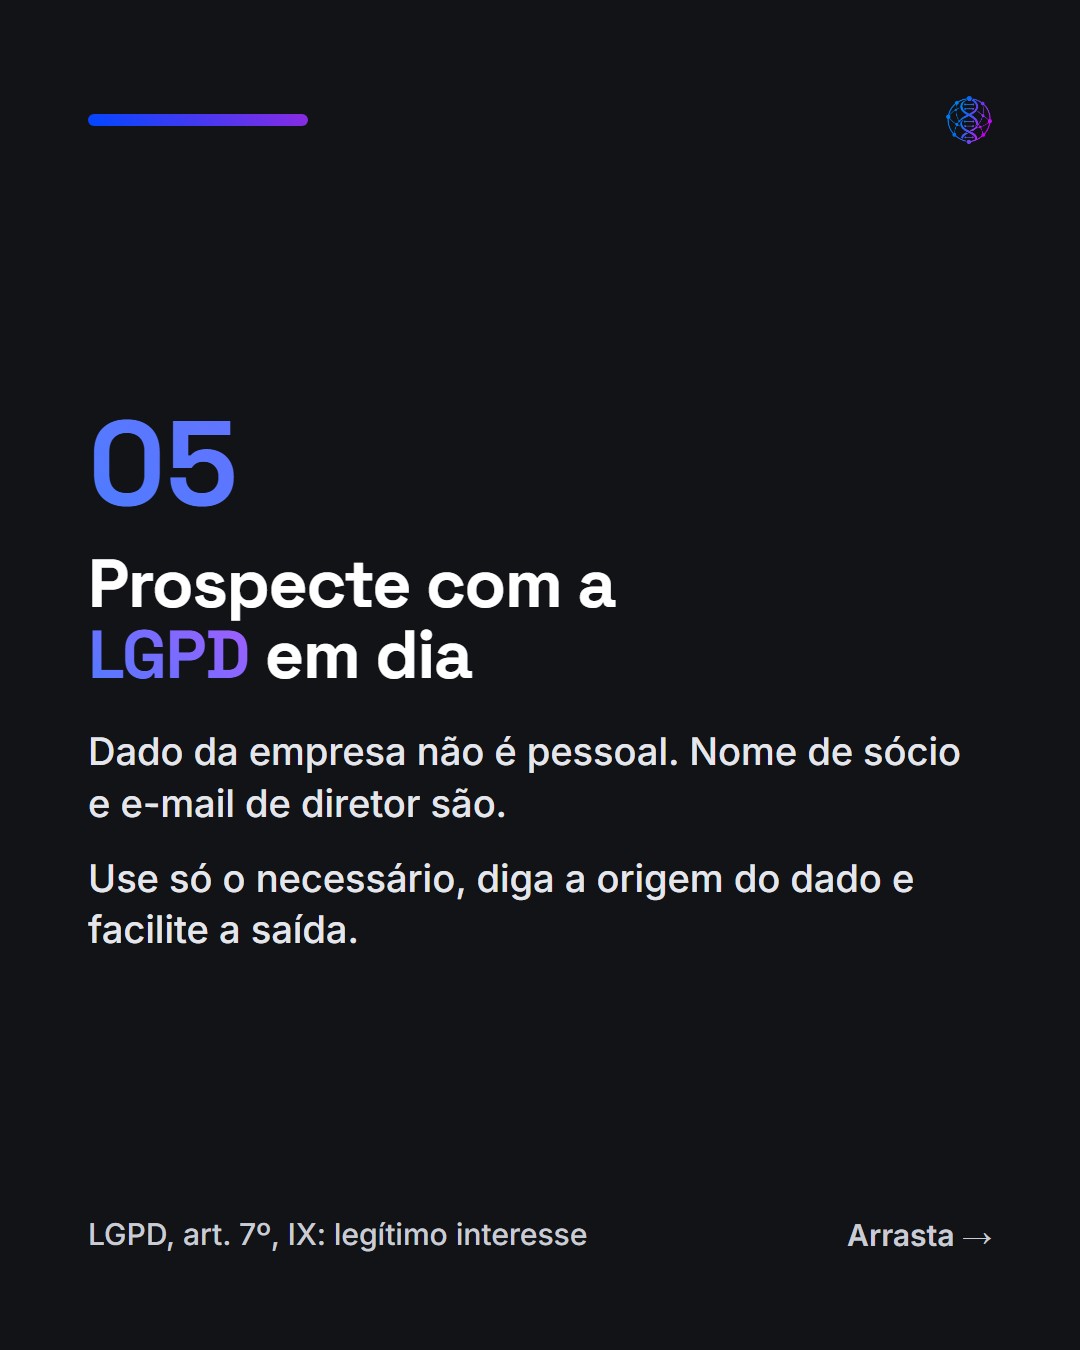 05
Prospecte com a
LGPD em dia
Dado da empresa não é pessoal. Nome de sócio
e e-mail de diretor são.
Use só o necessário, diga a origem do dado e
facilite a saída.
LGPD, art. 7º, IX: legítimo interesse
Arrasta →